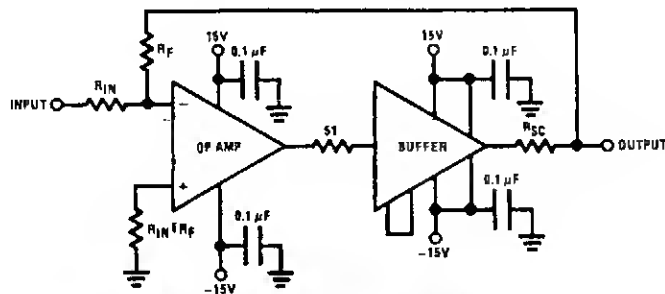 RF
15V
0.1 µF
15V
0.1 µF
RIN
INPUT
−
OP AMP
+
51
BUFFER
RSC
OUTPUT
RIN
RF
0.1 µF
−15V
0.1 µF
−15V